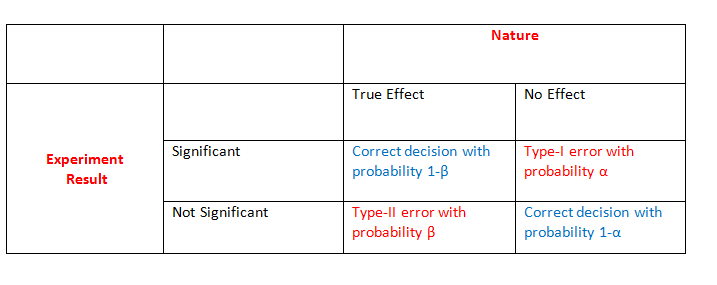 Nature
True Effect
No Effect
Experiment
Result
Significant
Correct decision with
probability 1-β
Type-I error with
probability α
Not Significant
Type-II error with
probability β
Correct decision with
probability 1-α